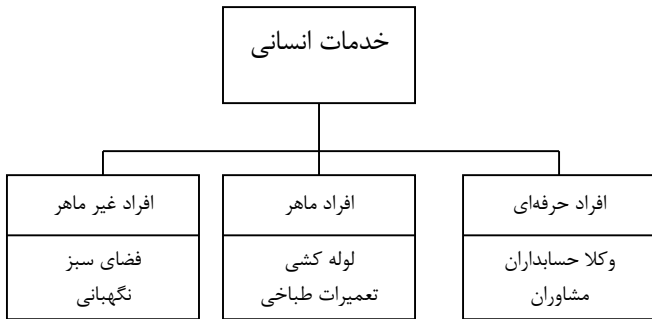 خدمات انسانی
افراد حرفه‌ای
وکلا حسابداران
مشاوران
افراد ماهر
لوله کشی
تعمیرات طباخی
افراد غیر ماهر
فضای سبز
نگهبانی